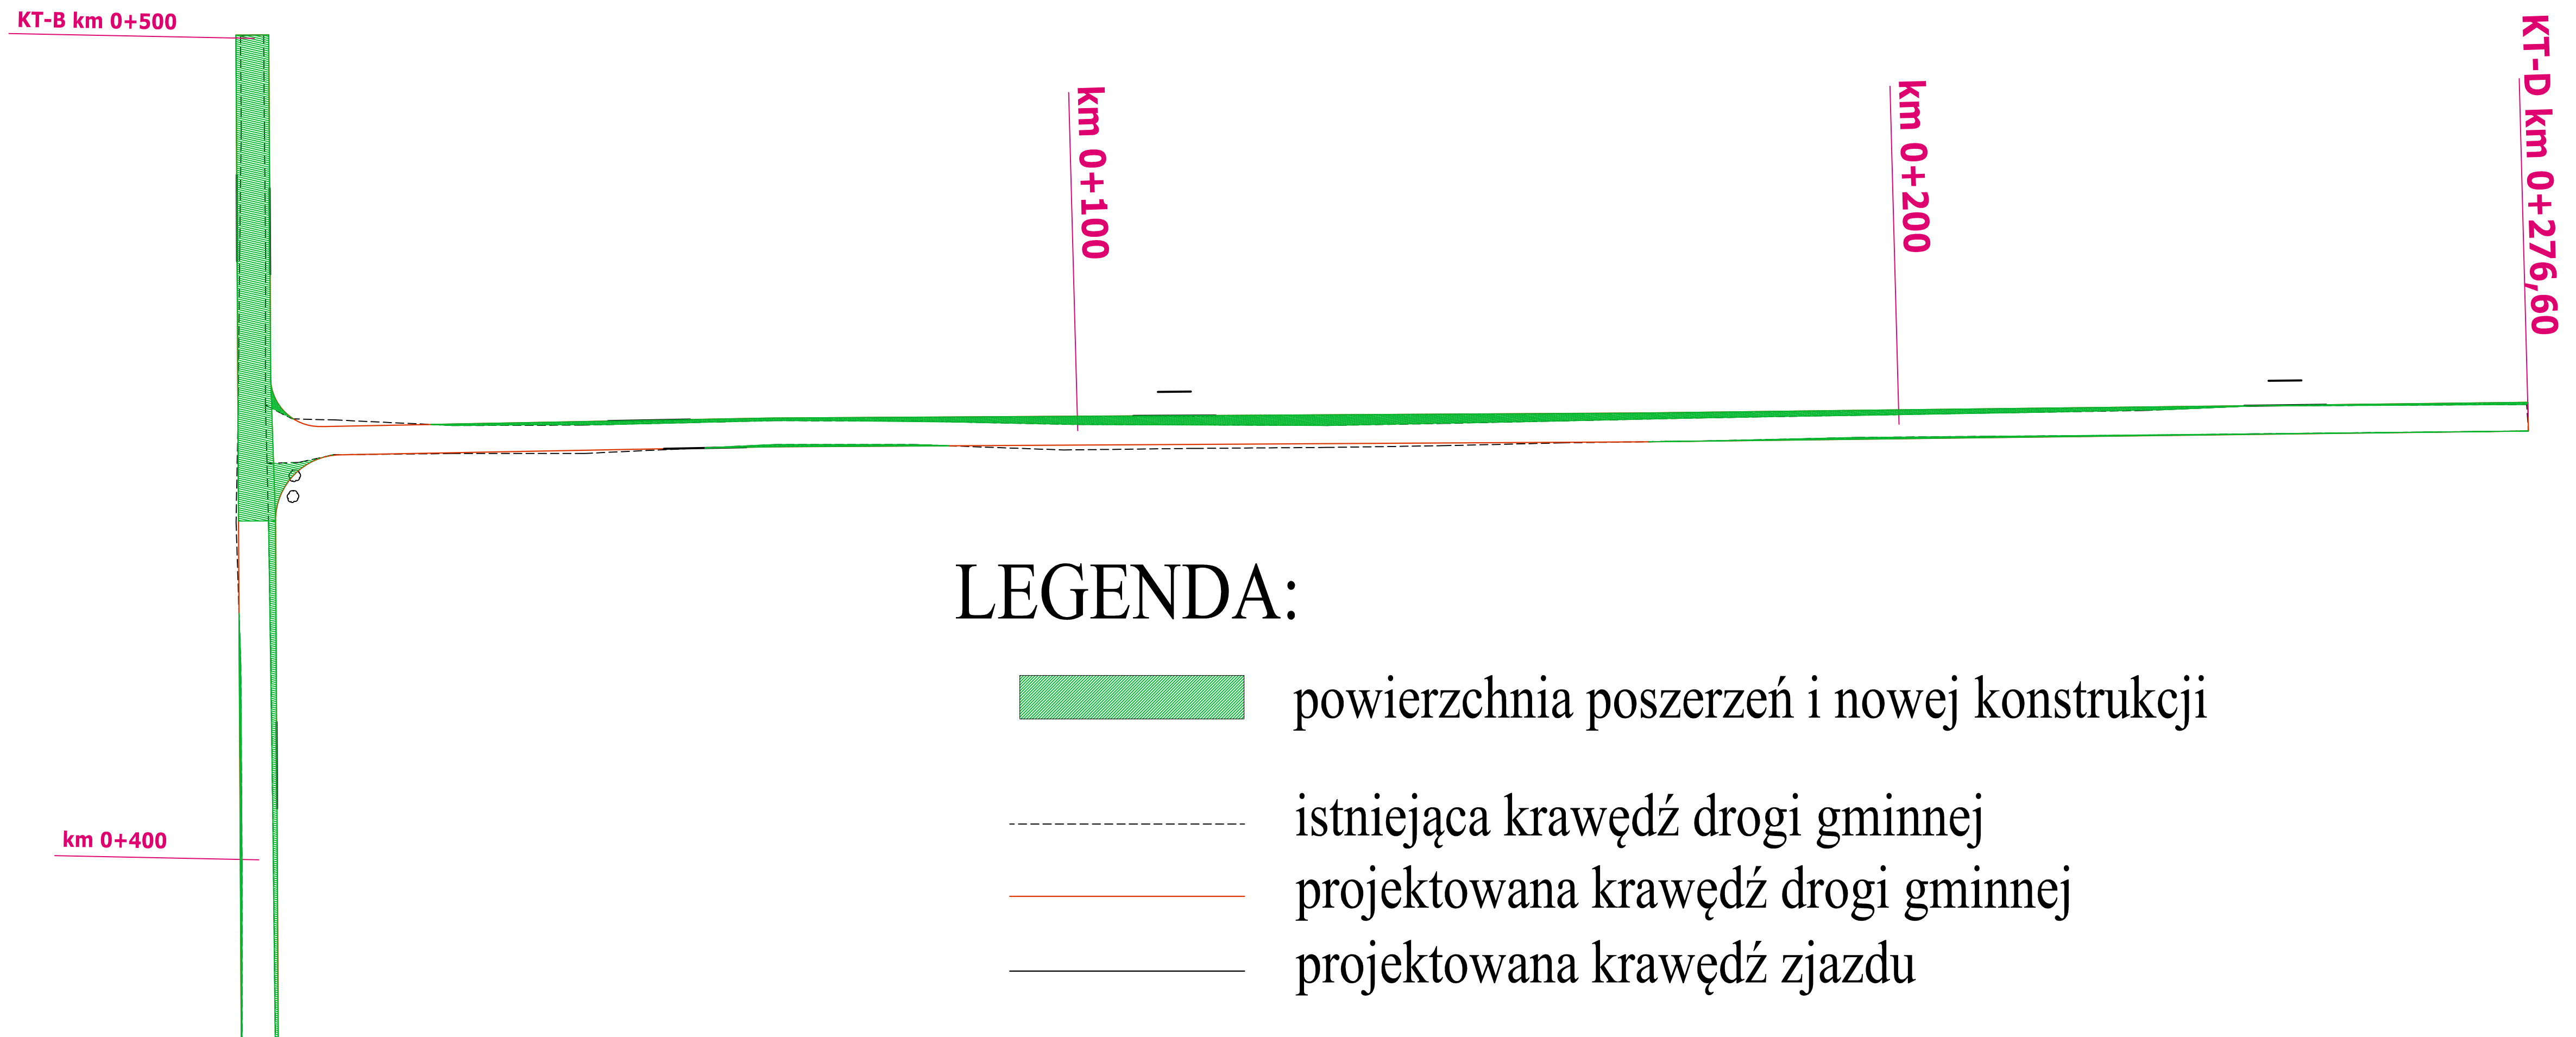 KT-B km 0+500
km 0+100
km 0+200
KT-D km 0+276,60
LEGENDA:
powierzchnia poszerzeń i nowej konstrukcji
istniejąca krawędź drogi gminnej
km 0+400
projektowana krawędź drogi gminnej
projektowana krawędź zjazdu